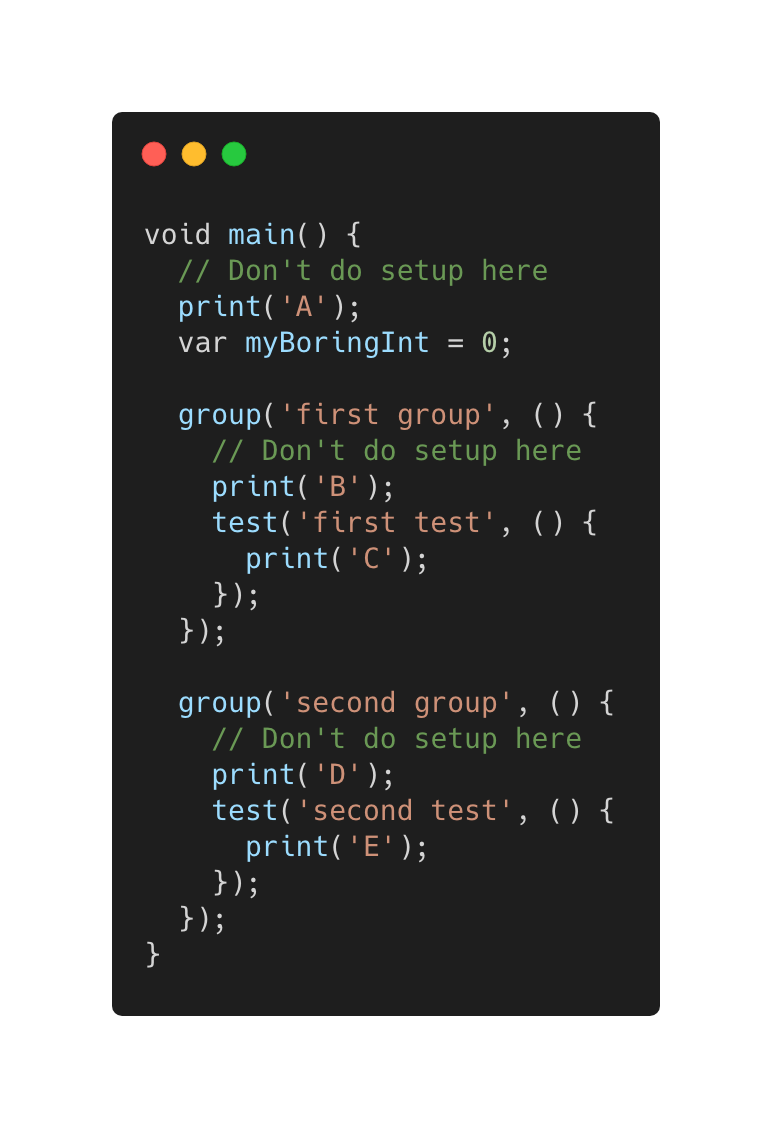 void main() {
  // Don't do setup here
  print('A');
  var myBoringInt = 0;

  group('first group', () {
    // Don't do setup here
    print('B');
    test('first test', () {
      print('C');
    });
  });

  group('second group', () {
    // Don't do setup here
    print('D');
    test('second test', () {
      print('E');
    });
  });
}